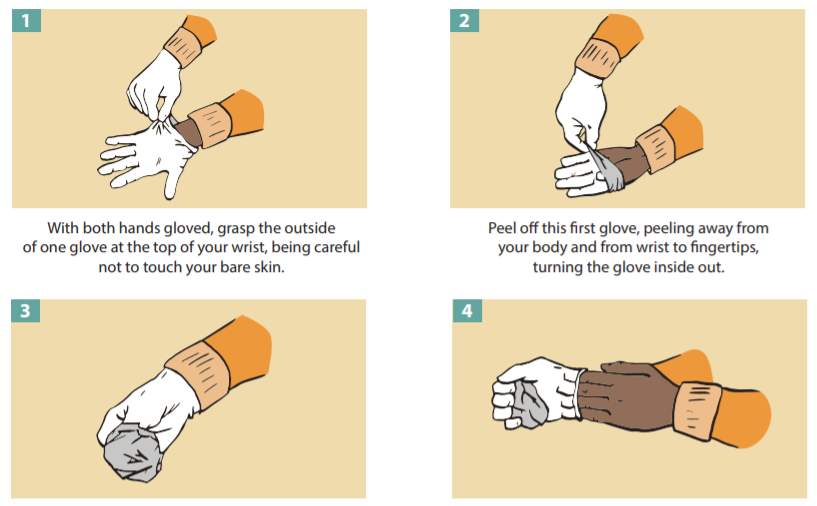 1
2
With both hands gloved, grasp the outside
of one glove at the top of your wrist, being careful
not to touch your bare skin.
Peel off this first glove, peeling away from
your body and from wrist to fingertips,
turning the glove inside out.
3
4